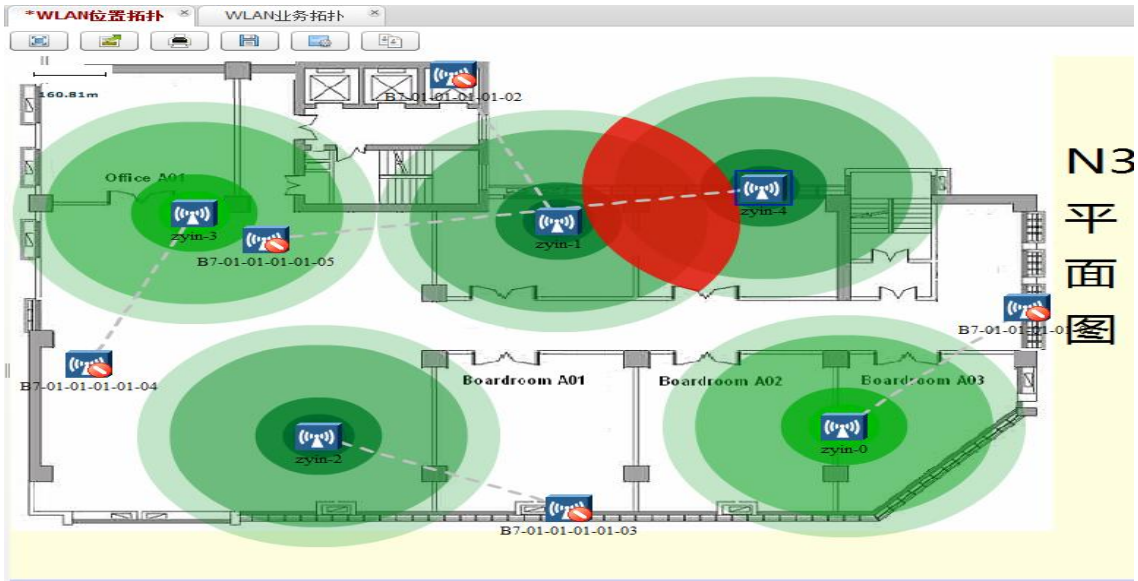 *WLAN位置拓扑
WLAN业务拓扑
160.81m
B7-01-01-01-01-02
Office A01
zyin-3
B7-01-01-01-01-05
zyin-1
zyin-4
N3
平
面
图
B7-01-01-01-01-04
Boardroom A01
Boardroom A02
Boardroom A03
zyin-2
zyin-0
B7-01-01-01-01-03